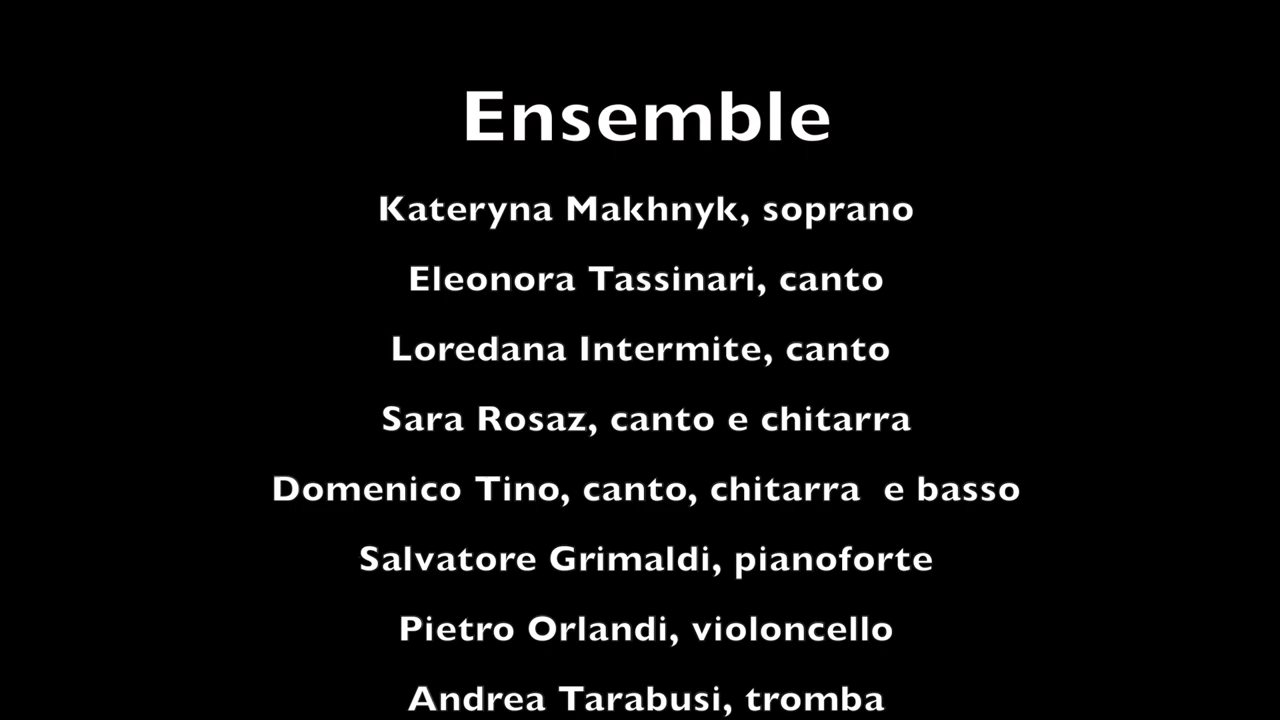 Ensemble
Kateryna Makhnyk, soprano
Eleonora Tassinari, canto
Loredana Intermite, canto
Sara Rosaz, canto e chitarra
Domenico Tino, canto, chitarra  e basso
Salvatore Grimaldi, pianoforte
Pietro Orlandi, violoncello
Andrea Tarabusi, tromba